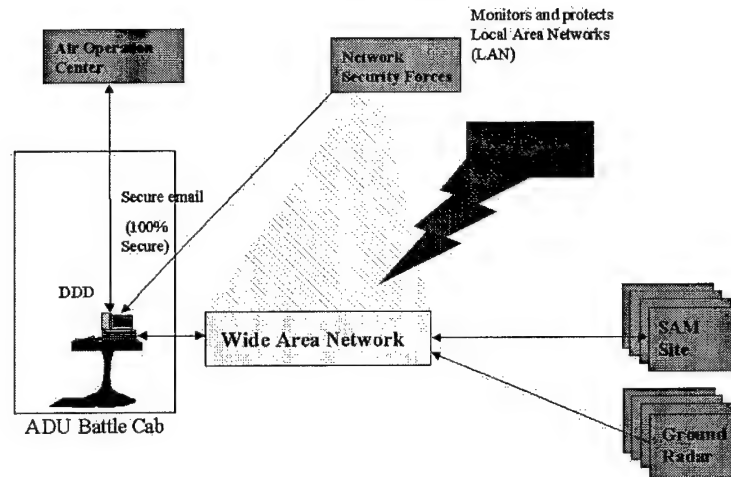 Monitors and protects
Local Area Networks
(LAN)
Air Operation
Center
Network
Security Forces
Secure email
(100%
Secure)
DDD
Wide Area Network
SAM
Site
Ground
Radar
ADU Battle Cab